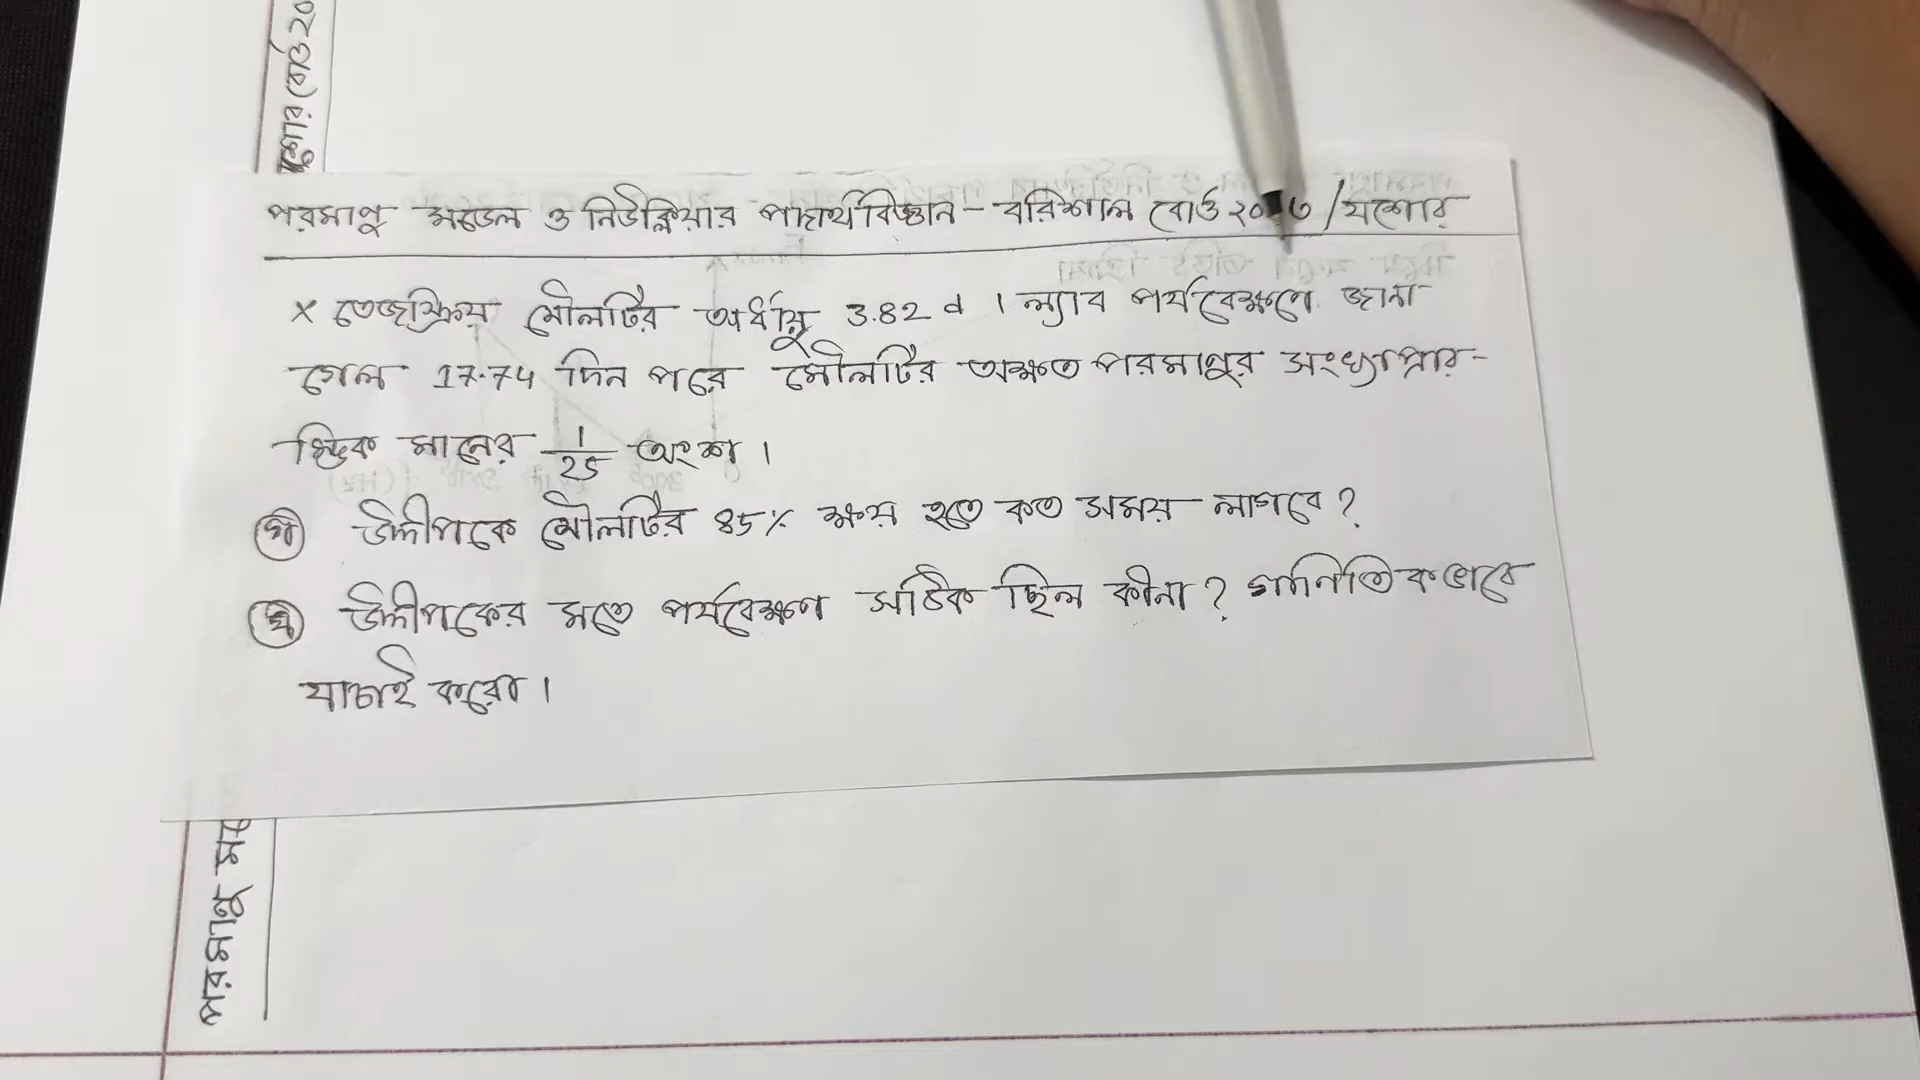 পরমাণু মডেল ও নিউক্লিয়ার পদার্থবিজ্ঞান - বরিশাল বোর্ড /যশোর
X তেজস্ক্রিয় মৌলটির অর্ধায়ু 3.82 d । ল্যাব পর্যবেক্ষণে জানা
গেল 17.74 দিন পরে মৌলটির অক্ষত পরমাণুর সংখ্যা প্রার-
ম্ভিক মানের 1/25 অংশ ।
গ উদ্দীপকে মৌলটির 85% ক্ষয় হতে কত সময় লাগবে ?
ঘ উদ্দীপকের মতে পর্যবেক্ষণ সঠিক ছিল কীনা ? গানিতিকভাবে
যাচাই করো ।